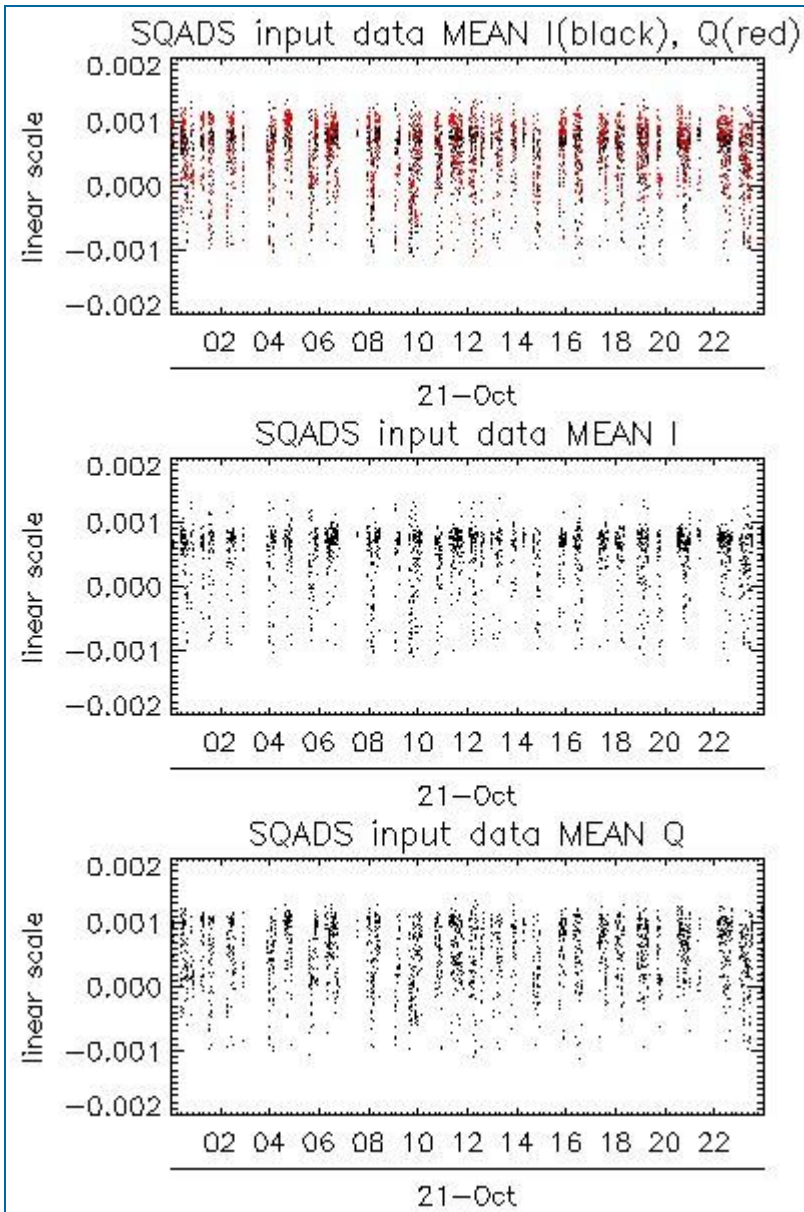 SQADS input data MEAN I(black), Q(red)
linear scale
0.002
0.001
0.000
-0.001
-0.002
02 04 06 08 10 12 14 16 18 20 22
21-Oct
SQADS input data MEAN I
linear scale
0.002
0.001
0.000
-0.001
-0.002
02 04 06 08 10 12 14 16 18 20 22
21-Oct
SQADS input data MEAN Q
linear scale
0.002
0.001
0.000
-0.001
-0.002
02 04 06 08 10 12 14 16 18 20 22
21-Oct